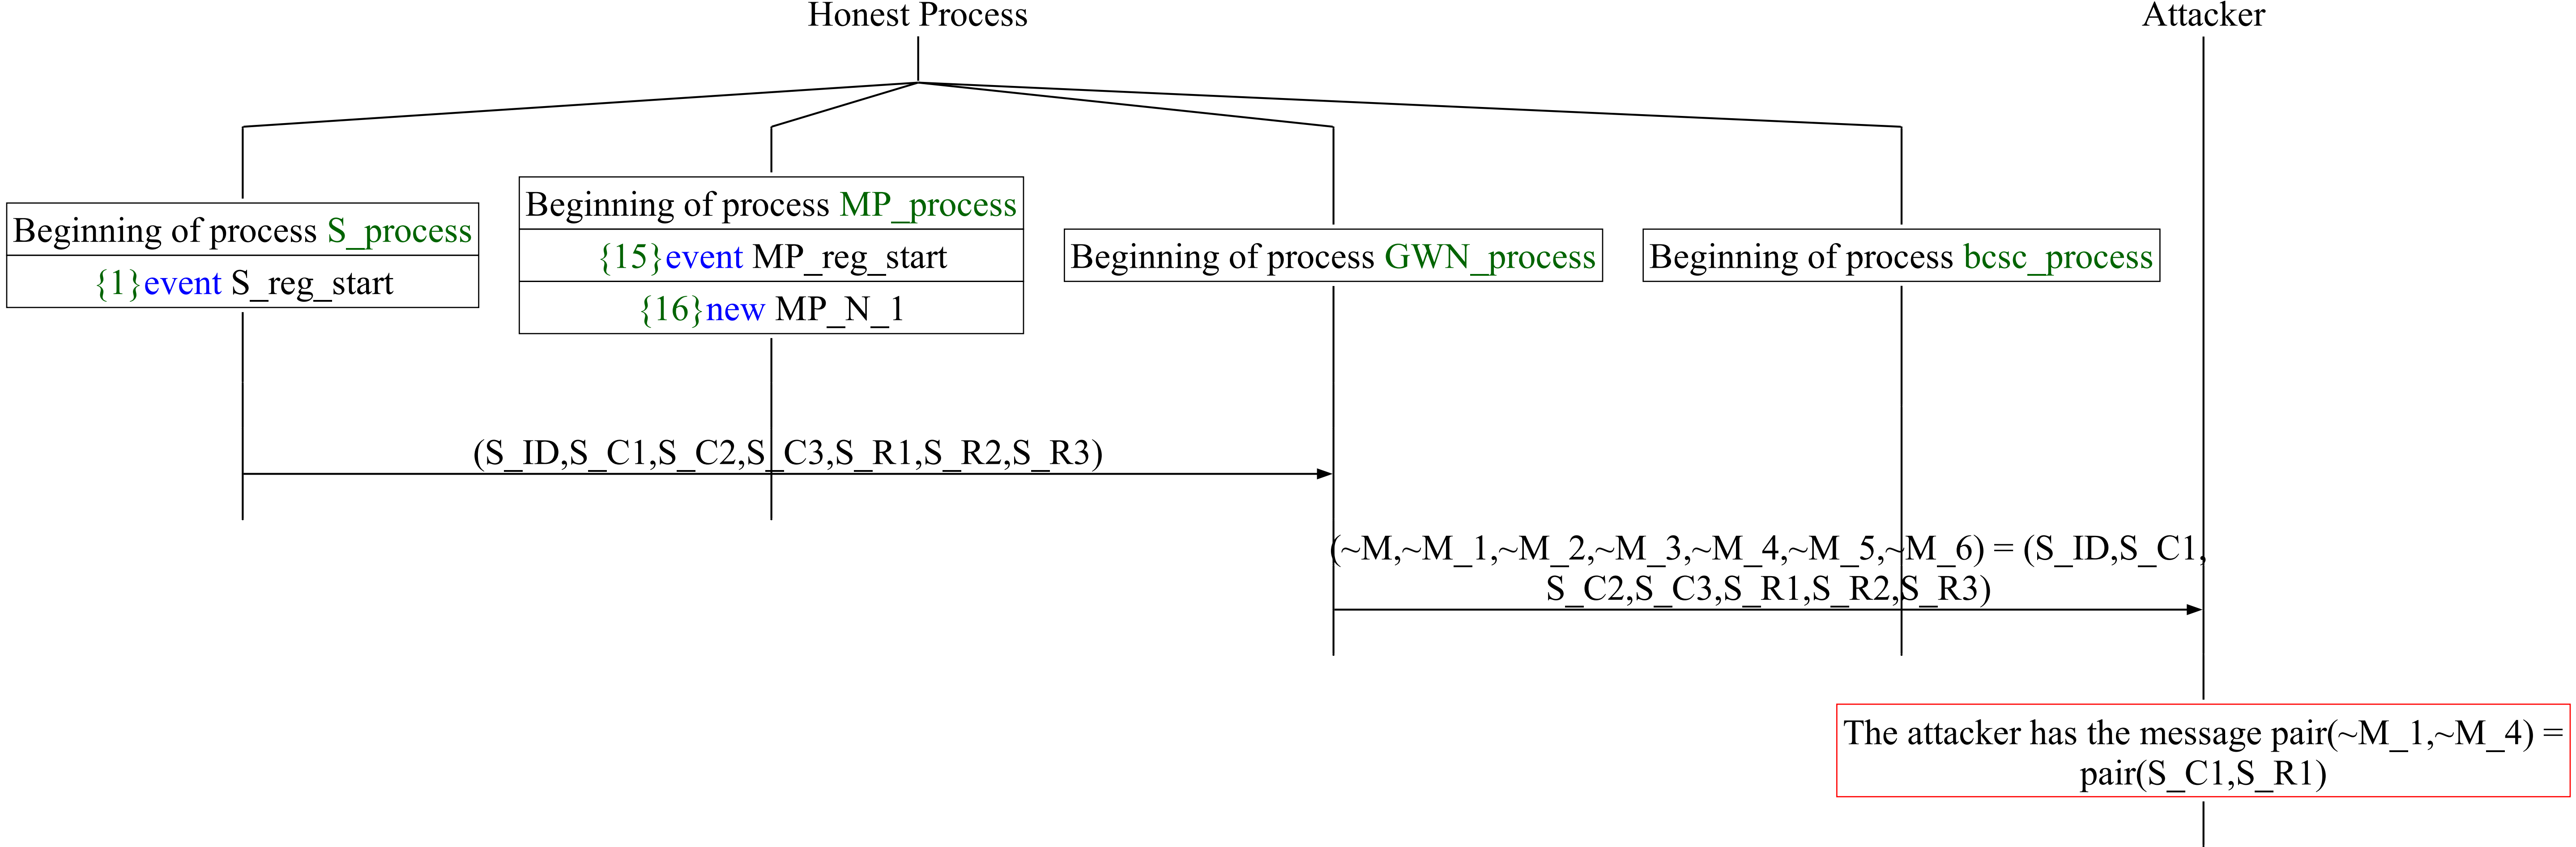 Honest Process
Attacker
Beginning of process S_process
{1}event S_reg_start
Beginning of process MP_process
{15}event MP_reg_start
{16}new MP_N_1
Beginning of process GWN_process
Beginning of process bcsc_process
(S_ID,S_C1,S_C2,S_C3,S_R1,S_R2,S_R3)
(~M,~M_1,~M_2,~M_3,~M_4,~M_5,~M_6) = (S_ID,S_C1,
S_C2,S_C3,S_R1,S_R2,S_R3)
The attacker has the message pair(~M_1,~M_4) =
pair(S_C1,S_R1)